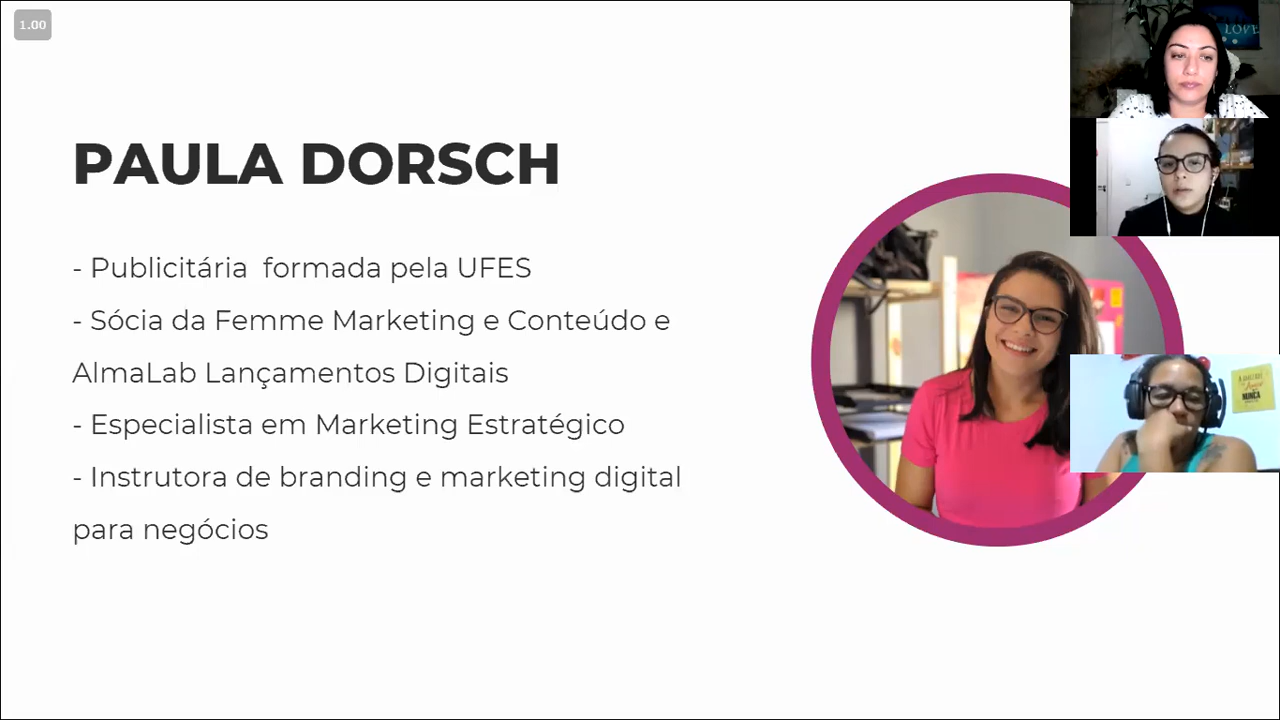 1.00
PAULA DORSCH
- Publicitária formada pela UFES
- Sócia da Femme Marketing e Conteúdo e
AlmaLab Lançamentos Digitais
- Especialista em Marketing Estratégico
- Instrutora de branding e marketing digital
para negócios
LOVE
NUNCA